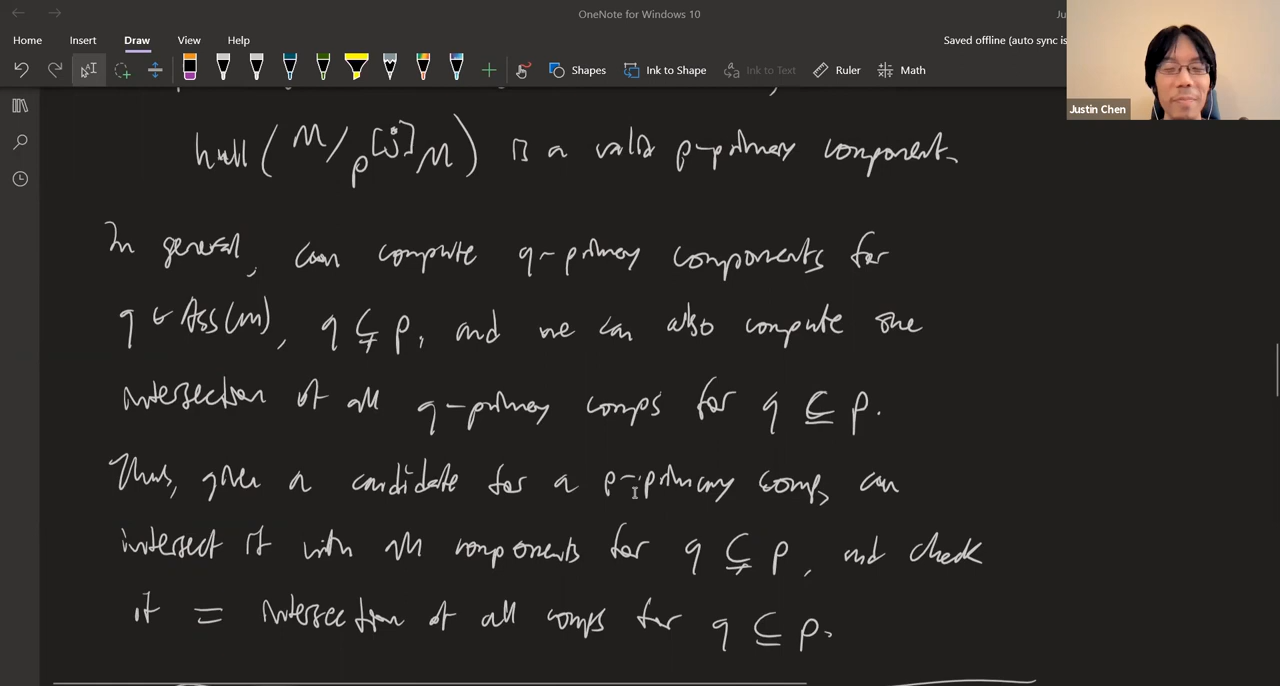 OneNote for Windows 10
Ju
Home Insert Draw View Help
Saved offline (auto sync is
Shapes Ink to Shape Ink to Text Ruler Math
Justin Chen
hull ( M / p^[j] M ) is a valid p-primary component.
In general, can compute q-primary components for
q ∈ Ass(M), q ⊊ p, and we can also compute the
intersection of all q-primary comps for q ⊆ p.
Thus, given a candidate for a p-primary comp, can
intersect it with all components for q ⊊ p, and check
if = intersection of all comps for q ⊆ p.